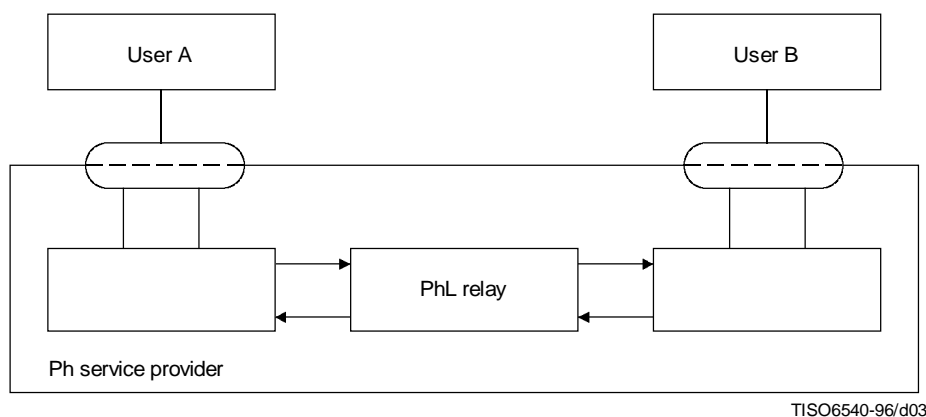 User A
User B
PhL relay
Ph service provider
TISO6540-96/d03